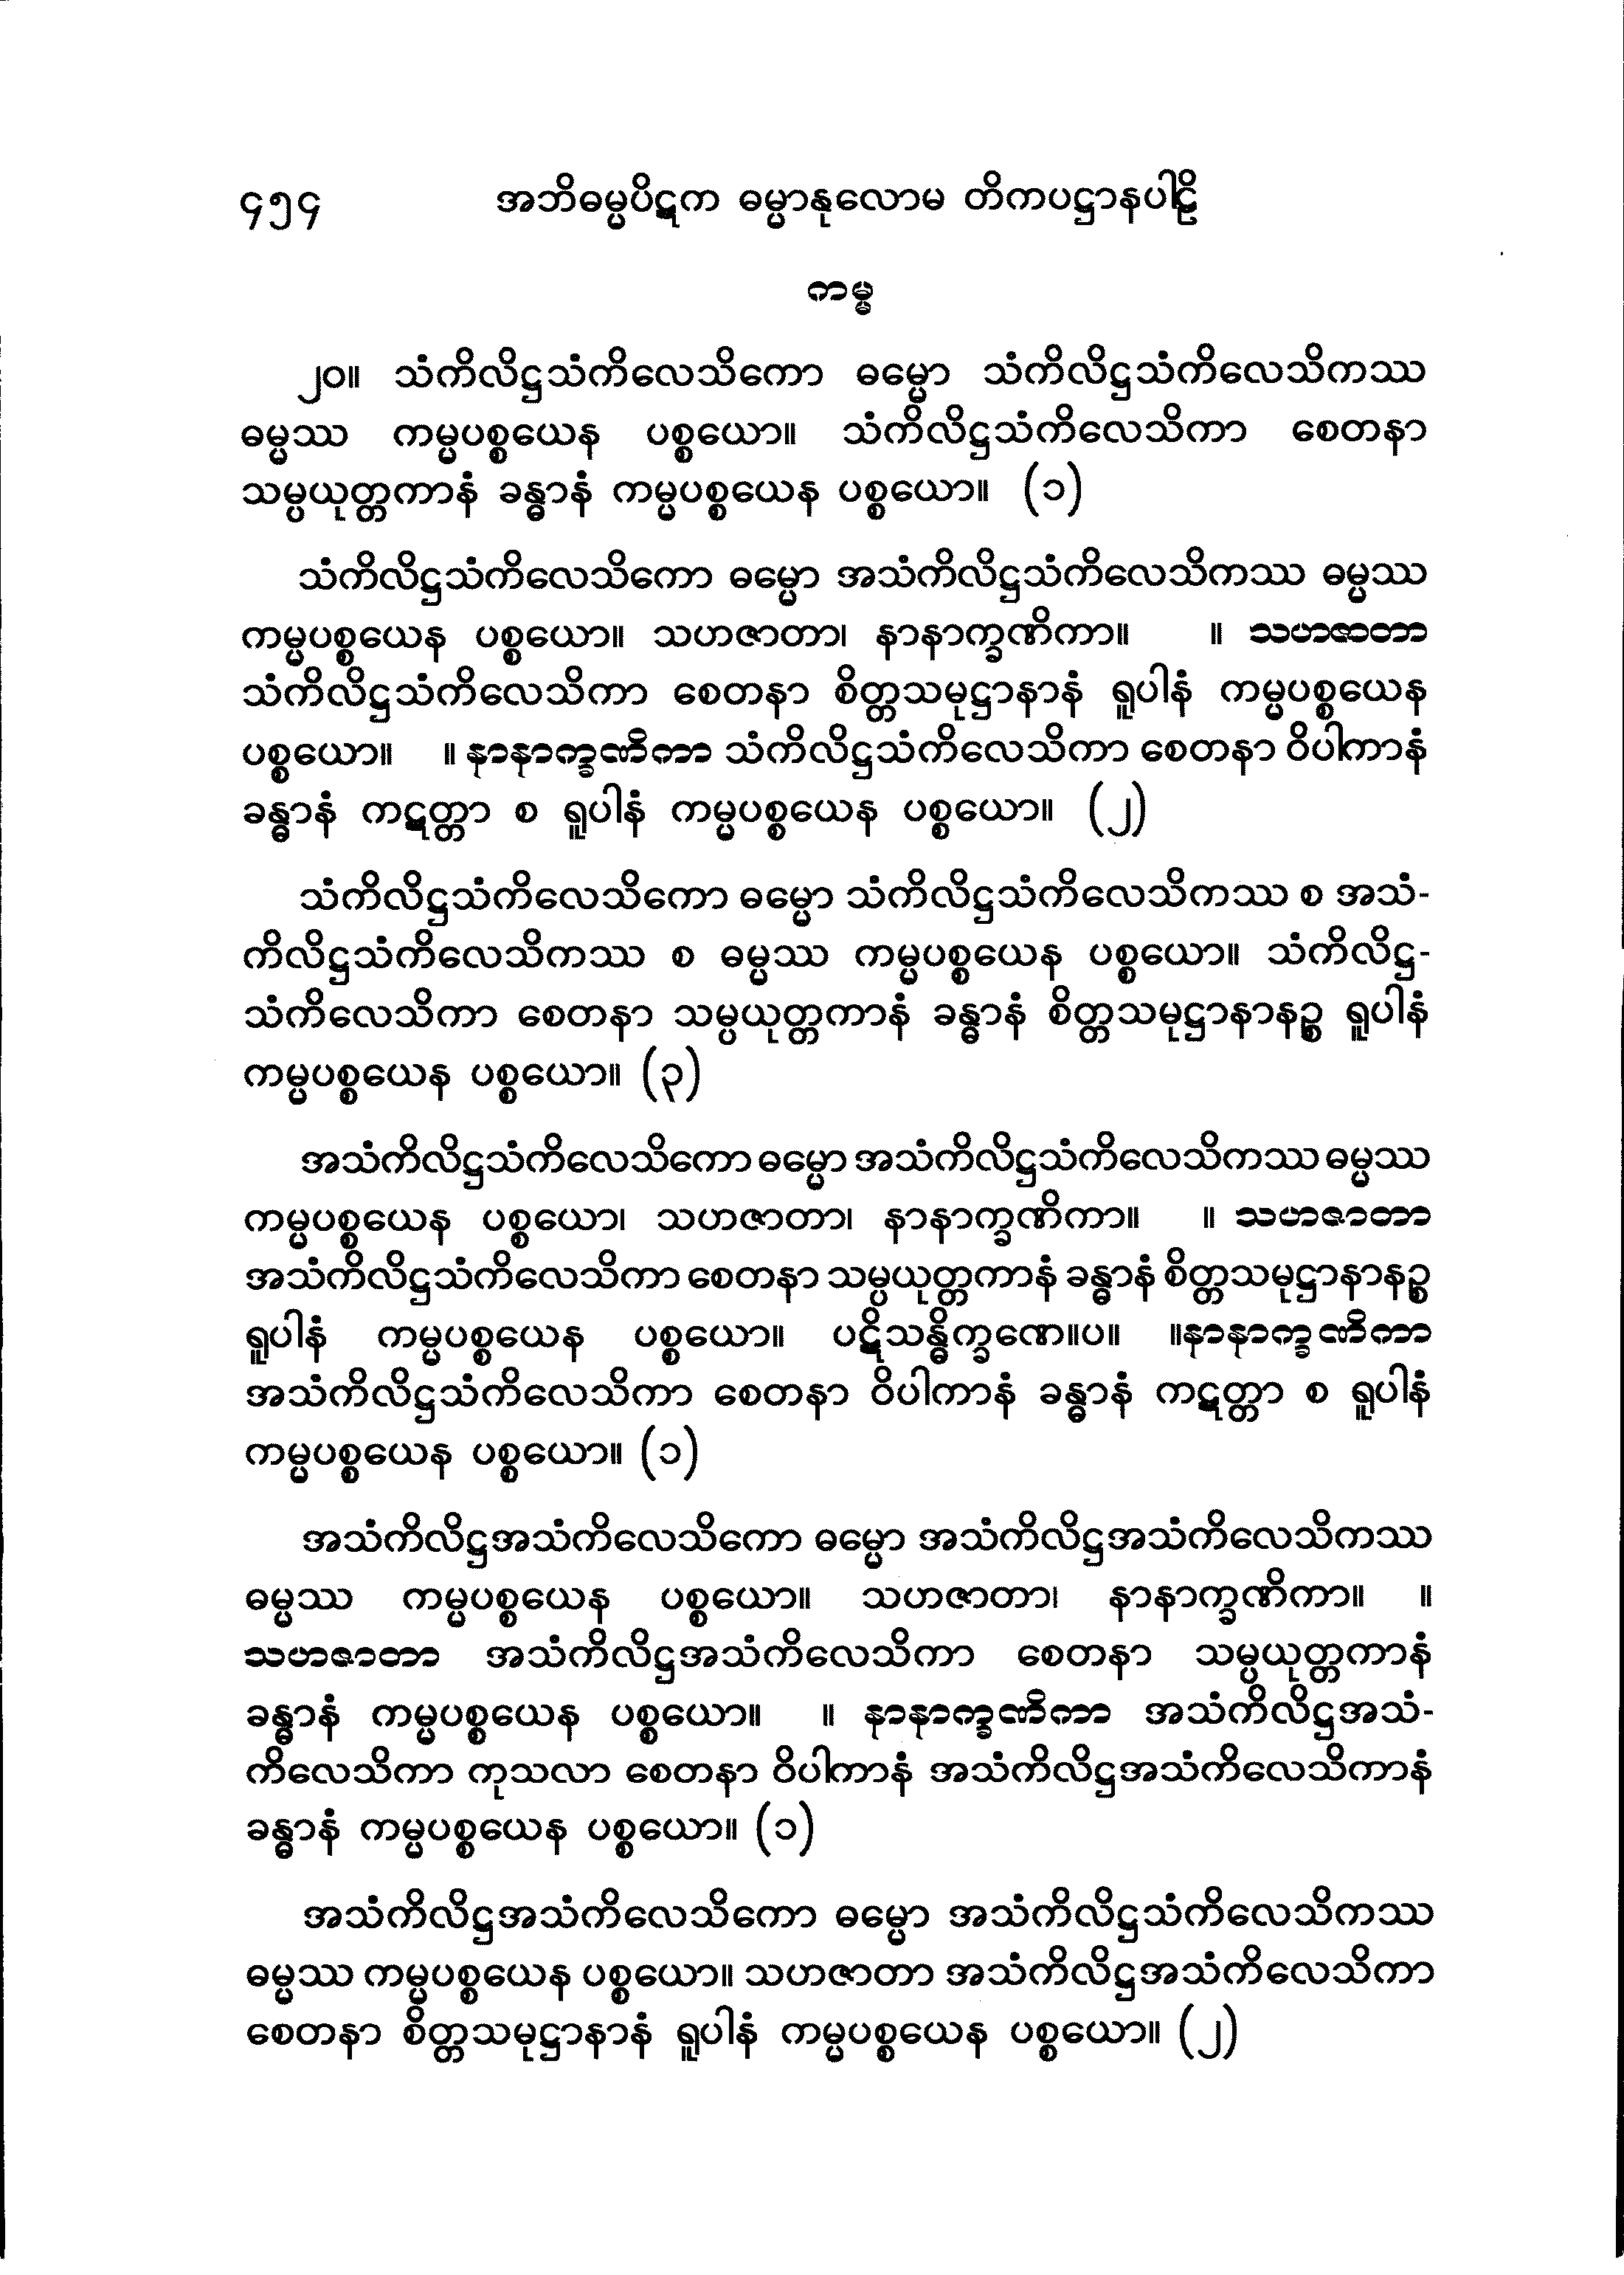 ၄၅၄ အဘိဓမ္မပိဋက ဓမ္မာနုလောမ တိကပဋ္ဌာနပါဠိ
ကမ္မ
၂၀။ သံကိလိဋ္ဌသံကိလေသိကော ဓမ္မော သံကိလိဋ္ဌသံကိလေသိကဿ
ဓမ္မဿ ကမ္မပစ္စယေန ပစ္စယော။ သံကိလိဋ္ဌသံကိလေသိကာ စေတနာ
သမ္ပယုတ္တကာနံ ခန္ဓာနံ ကမ္မပစ္စယေန ပစ္စယော။ (၁)
သံကိလိဋ္ဌသံကိလေသိကော ဓမ္မော အသံကိလိဋ္ဌသံကိလေသိကဿ ဓမ္မဿ
ကမ္မပစ္စယေန ပစ္စယော။ သဟဇာတာ၊ နာနာက္ခဏိကာ။ ။ သဟဇာတာ
သံကိလိဋ္ဌသံကိလေသိကာ စေတနာ စိတ္တသမုဋ္ဌာနာနံ ရူပါနံ ကမ္မပစ္စယေန
ပစ္စယော။ ။ နာနာက္ခဏိကာ သံကိလိဋ္ဌသံကိလေသိကာ စေတနာ ဝိပါကာနံ
ခန္ဓာနံ ကဋတ္တာ စ ရူပါနံ ကမ္မပစ္စယေန ပစ္စယော။ (၂)
သံကိလိဋ္ဌသံကိလေသိကော ဓမ္မော သံကိလိဋ္ဌသံကိလေသိကဿ စ အသံ-
ကိလိဋ္ဌသံကိလေသိကဿ စ ဓမ္မဿ ကမ္မပစ္စယေန ပစ္စယော။ သံကိလိဋ္ဌ-
သံကိလေသိကာ စေတနာ သမ္ပယုတ္တကာနံ ခန္ဓာနံ စိတ္တသမုဋ္ဌာနာနဉ္စ ရူပါနံ
ကမ္မပစ္စယေန ပစ္စယော။ (၃)
အသံကိလိဋ္ဌသံကိလေသိကော ဓမ္မော အသံကိလိဋ္ဌသံကိလေသိကဿ ဓမ္မဿ
ကမ္မပစ္စယေန ပစ္စယော၊ သဟဇာတာ၊ နာနာက္ခဏိကာ။ ။ သဟဇာတာ
အသံကိလိဋ္ဌသံကိလေသိကာ စေတနာ သမ္ပယုတ္တကာနံ ခန္ဓာနံ စိတ္တသမုဋ္ဌာနာနဉ္စ
ရူပါနံ ကမ္မပစ္စယေန ပစ္စယော။ ပဋိသန္ဓိက္ခဏေ။ပ။ ။နာနာက္ခဏိကာ
အသံကိလိဋ္ဌသံကိလေသိကာ စေတနာ ဝိပါကာနံ ခန္ဓာနံ ကဋတ္တာ စ ရူပါနံ
ကမ္မပစ္စယေန ပစ္စယော။ (၁)
အသံကိလိဋ္ဌအသံကိလေသိကော ဓမ္မော အသံကိလိဋ္ဌအသံကိလေသိကဿ
ဓမ္မဿ ကမ္မပစ္စယေန ပစ္စယော။ သဟဇာတာ၊ နာနာက္ခဏိကာ။ ။
သဟဇာတာ အသံကိလိဋ္ဌအသံကိလေသိကာ စေတနာ သမ္ပယုတ္တကာနံ
ခန္ဓာနံ ကမ္မပစ္စယေန ပစ္စယော။ ။ နာနာက္ခဏိကာ အသံကိလိဋ္ဌအသံ-
ကိလေသိကာ ကုသလာ စေတနာ ဝိပါကာနံ အသံကိလိဋ္ဌအသံကိလေသိကာနံ
ခန္ဓာနံ ကမ္မပစ္စယေန ပစ္စယော။ (၁)
အသံကိလိဋ္ဌအသံကိလေသိကော ဓမ္မော အသံကိလိဋ္ဌသံကိလေသိကဿ
ဓမ္မဿ ကမ္မပစ္စယေန ပစ္စယော။ သဟဇာတာ အသံကိလိဋ္ဌအသံကိလေသိကာ
စေတနာ စိတ္တသမုဋ္ဌာနာနံ ရူပါနံ ကမ္မပစ္စယေန ပစ္စယော။ (၂)